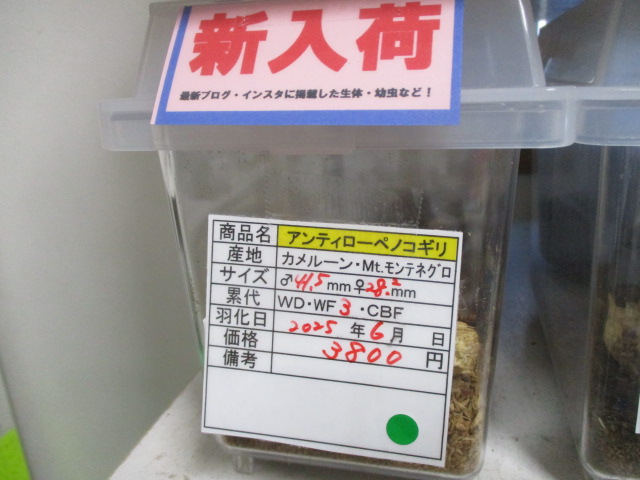 新入荷
最新ブログ・インスタに掲載した生体・幼虫など！
商品名 アンティローペノコギリ
産地 カメルーン・Mt.モンテネグロ
サイズ ♂41.5mm♀28.2mm
累代 WD・WF3・CBF
羽化日 2025年6月 日
価格 3800円
備考